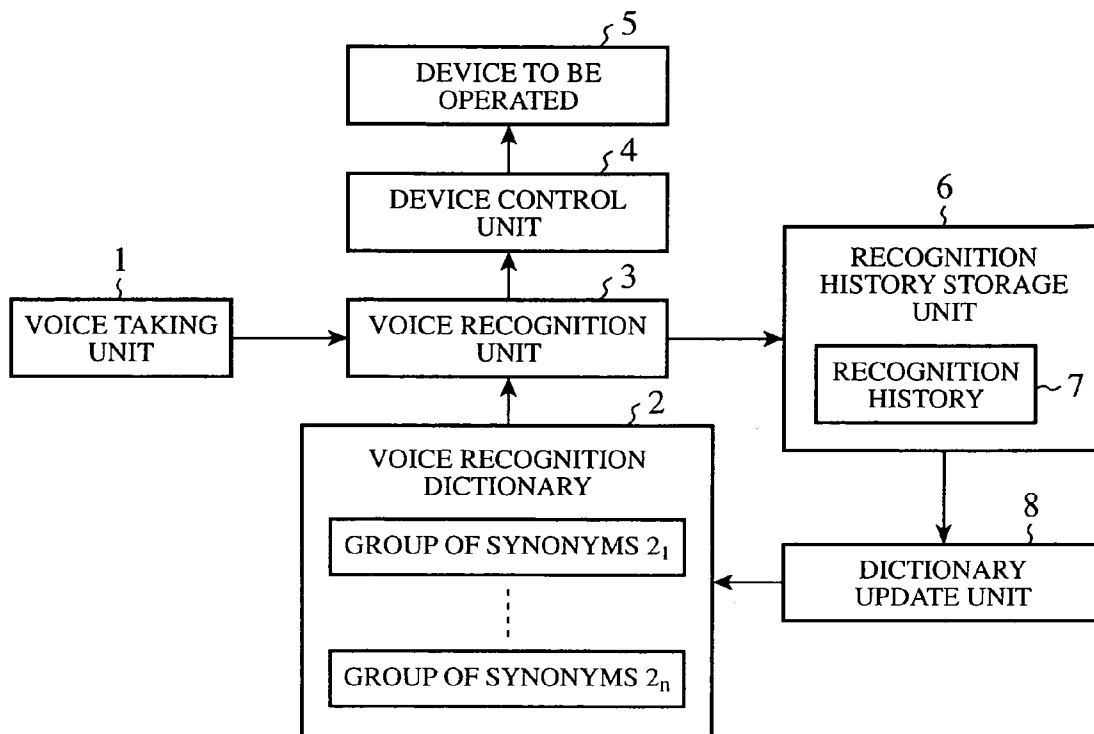 5
DEVICE TO BE
OPERATED
4
DEVICE CONTROL
UNIT
1
VOICE TAKING
UNIT
3
VOICE RECOGNITION
UNIT
6
RECOGNITION
HISTORY STORAGE
UNIT
RECOGNITION
HISTORY
7
2
VOICE RECOGNITION
DICTIONARY
GROUP OF SYNONYMS 2₁
GROUP OF SYNONYMS 2ₙ
8
DICTIONARY
UPDATE UNIT